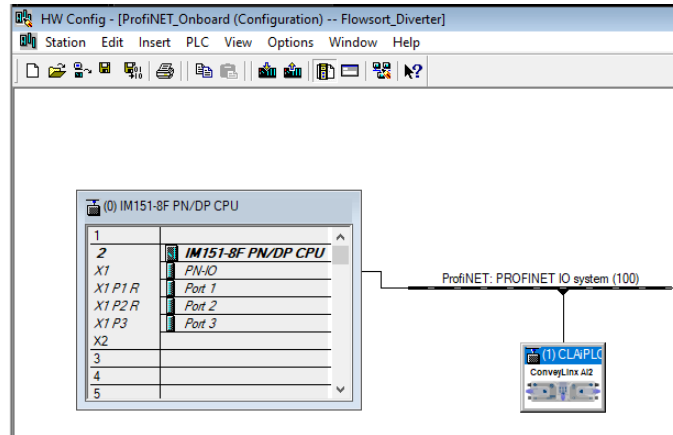 HW Config - [ProfiNET_Onboard (Configuration) -- Flowsort_Diverter]
Station Edit Insert PLC View Options Window Help
(0) IM151-8F PN/DP CPU
1
2 IM151-8F PN/DP CPU
X1 PN-IO
X1 P1 R Port 1
X1 P2 R Port 2
X1 P3 Port 3
X2
3
4
5
ProfiNET: PROFINET IO system (100)
(1) CLAiPLC
ConveyLinx Ai2